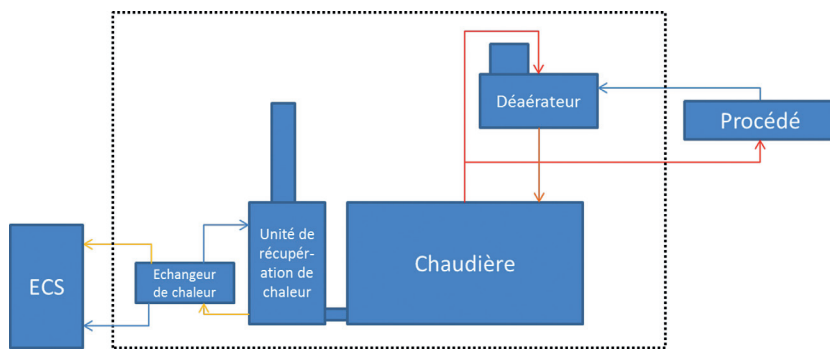 Déaérateur
Procédé
Unité de
récupér-
ation de
chaleur
Chaudière
Echangeur
de chaleur
ECS